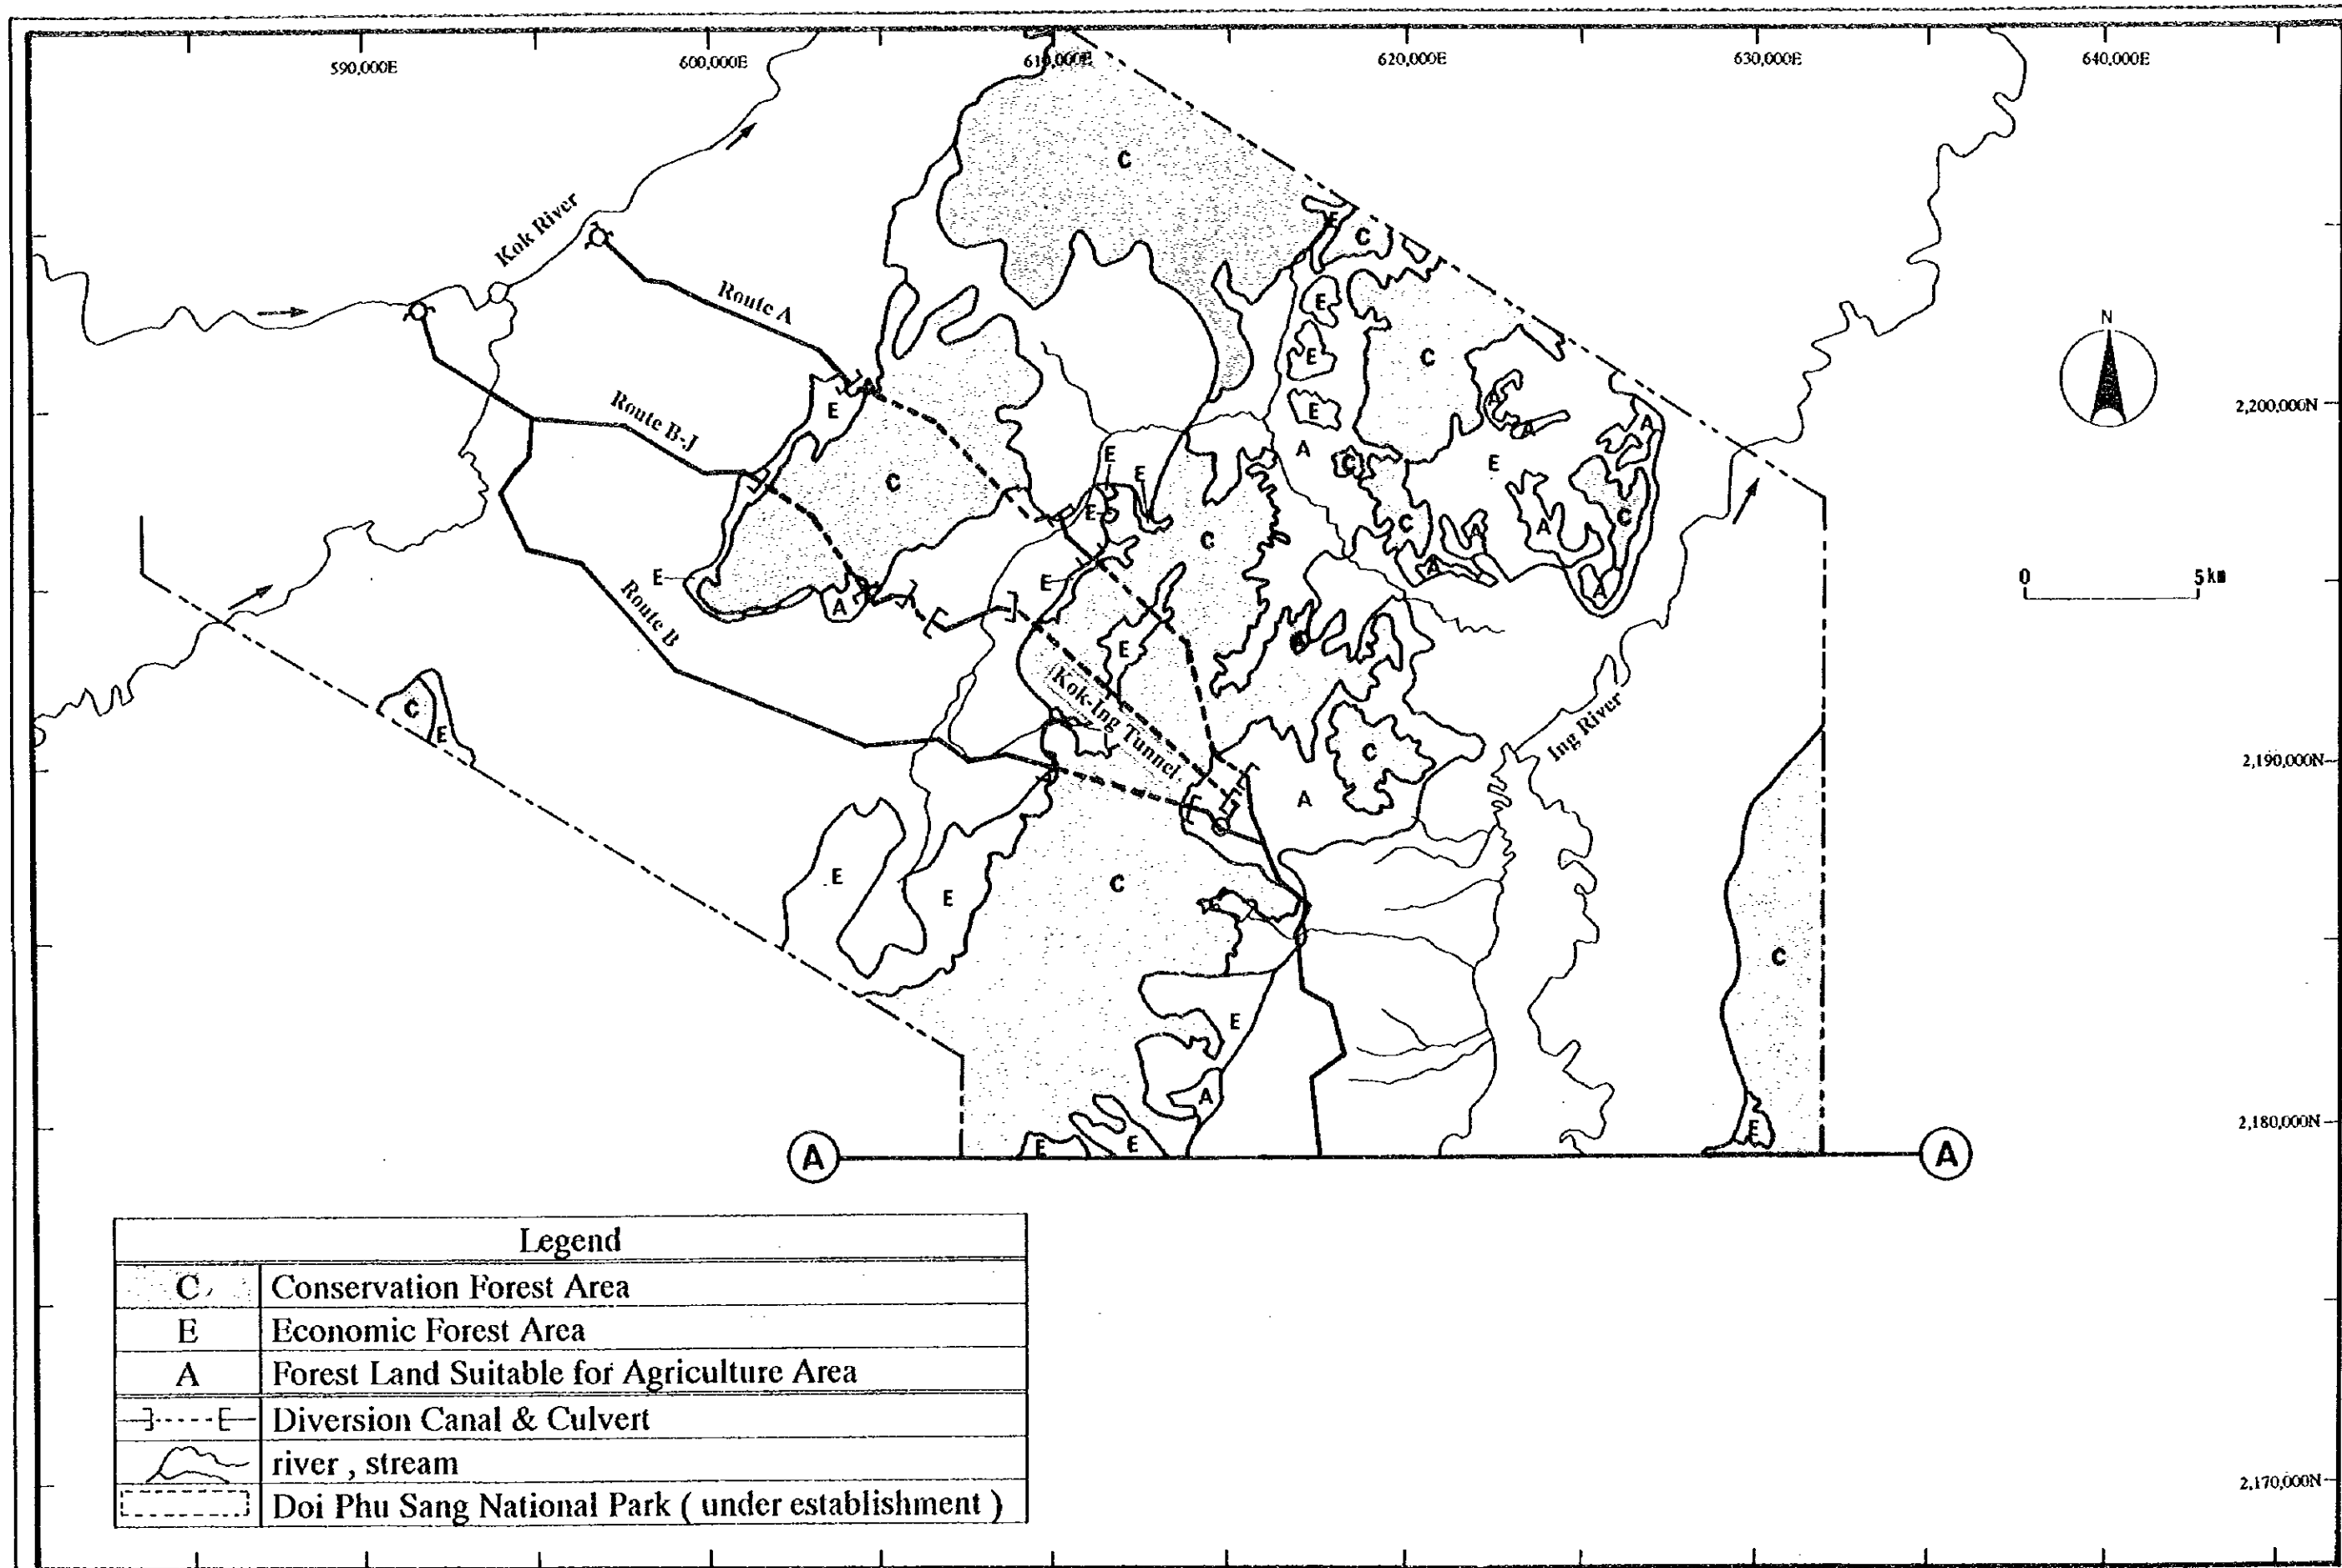 590,000E
600,000E
610,000E
620,000E
630,000E
640,000E
C
Kok River
E
C
N
Route A
E
E
C
2,200,000N
Route B-1
E
E
A
A
A
E
E
A
C
E
C
E
C
E
C
C
A
A
A
0 5 km
E
Route B
A
E
A
A
E
C
E
Kok-Ing Tunnel
Ing River
C
2,190,000N
A
E
C
E
C
E
A
2,180,000N
E
E
E
A
A
Legend
C Conservation Forest Area
E Economic Forest Area
A Forest Land Suitable for Agriculture Area
Diversion Canal & Culvert
river , stream
Doi Phu Sang National Park ( under establishment )
2,170,000N